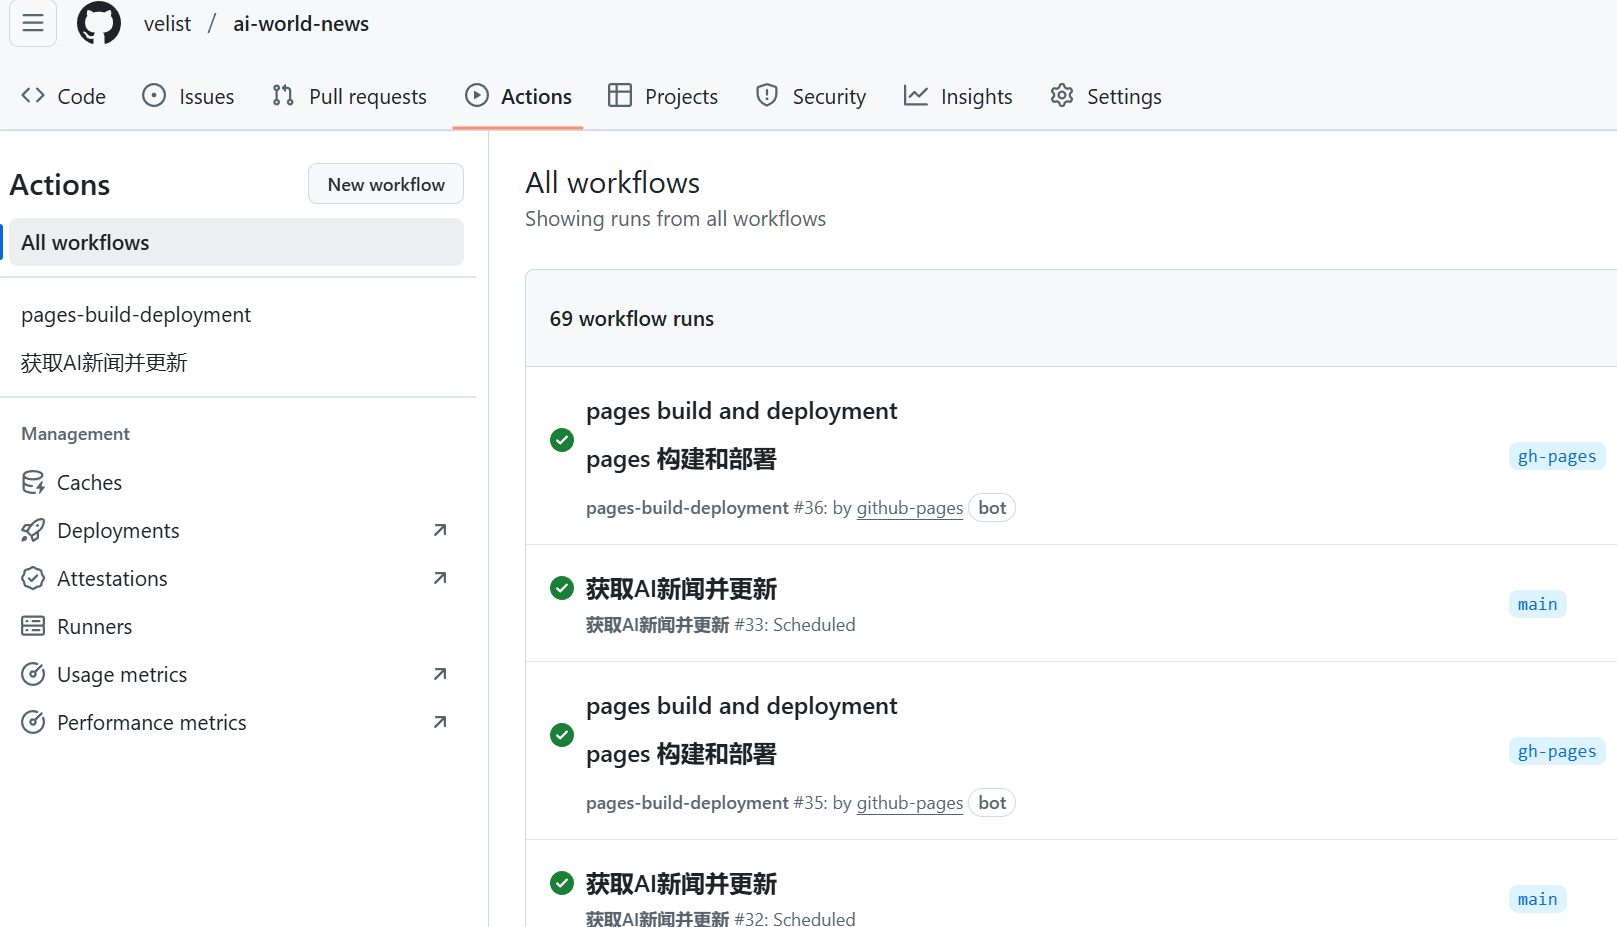 velist / ai-world-news
Code Issues Pull requests Actions Projects Security Insights Settings
Actions
New workflow
All workflows
pages-build-deployment
获取AI新闻并更新
Management
Caches
Deployments
Attestations
Runners
Usage metrics
Performance metrics
All workflows
Showing runs from all workflows
69 workflow runs
pages build and deployment
pages 构建和部署
pages-build-deployment #36: by github-pages bot
gh-pages
获取AI新闻并更新
获取AI新闻并更新 #33: Scheduled
main
pages build and deployment
pages 构建和部署
pages-build-deployment #35: by github-pages bot
gh-pages
获取AI新闻并更新
获取AI新闻并更新 #32: Scheduled
main